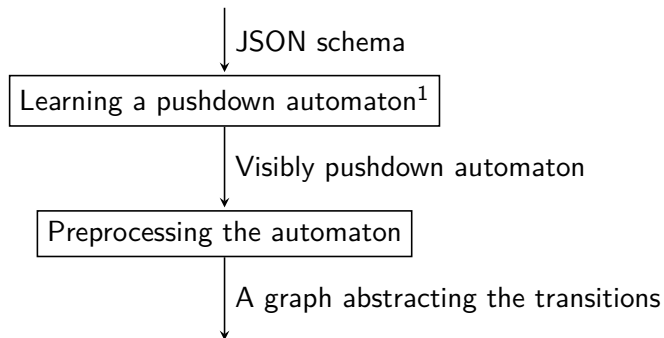 JSON schema
Learning a pushdown automaton¹
Visibly pushdown automaton
Preprocessing the automaton
A graph abstracting the transitions